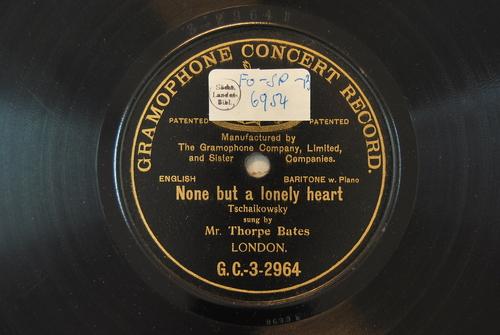 GRAMOPHONE CONCERT RECORD.
Sächs.
Landes-
Bibl.
FO-SP-B
6954
PATENTED PATENTED
Manufactured by
The Gramophone Company, Limited,
and Sister Companies.
ENGLISH BARITONE w. Piano
None but a lonely heart
Tschaikowsky
sung by
Mr. Thorpe Bates
LONDON.
G.C.-3-2964